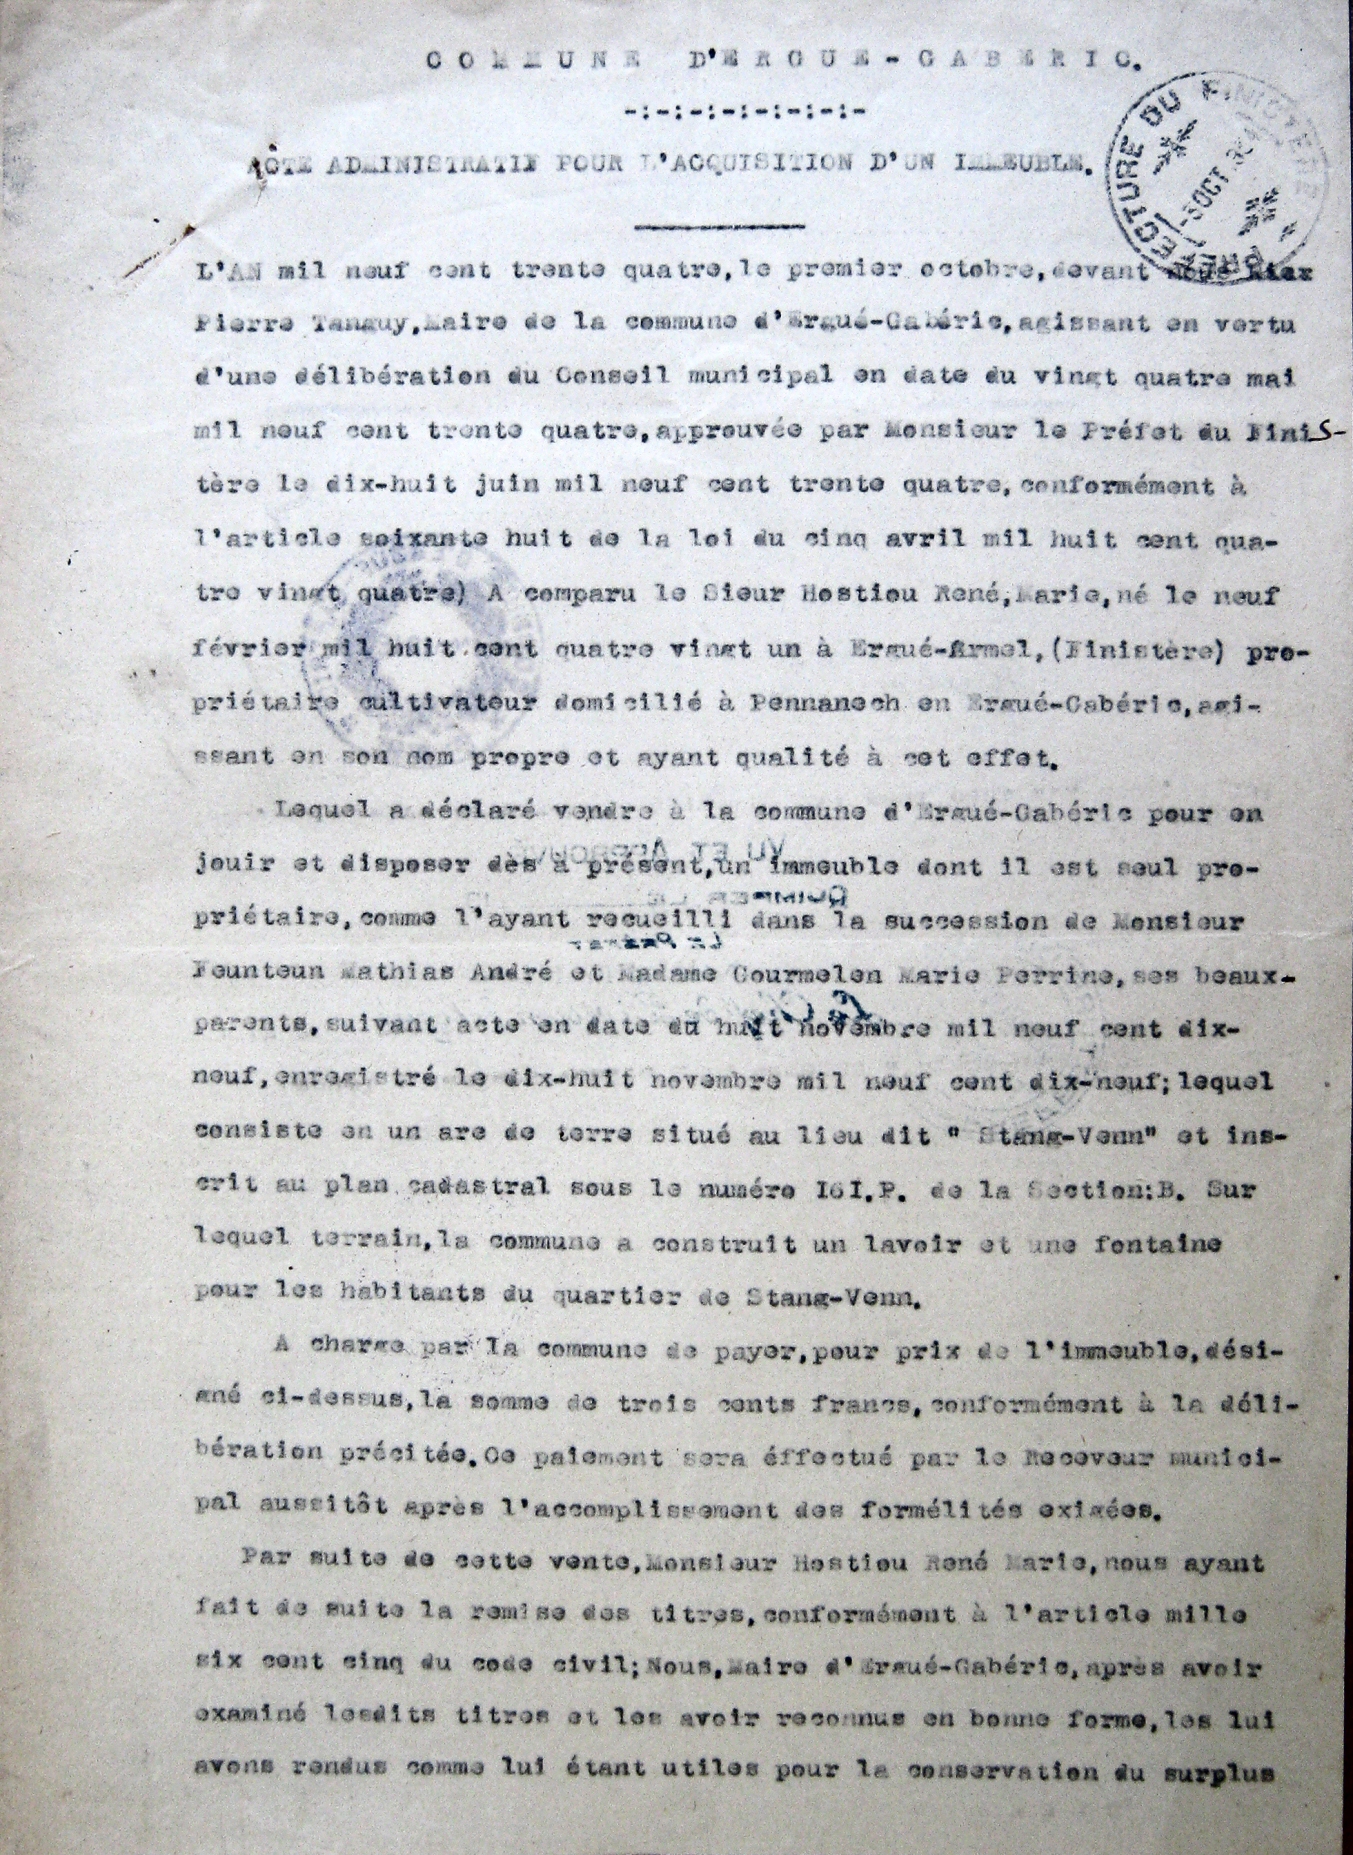 COMMUNE D'ERGUE-GABERIC.
-:-:-:-:-:-:-:-
ACTE ADMINISTRATIF POUR L'ACQUISITION D'UN IMMEUBLE.
PREFECTURE DU FINISTERE
-3 OCT. 34
L'AN mil neuf cent trente quatre, le premier octobre, devant nous
Pierre Tanguy, Maire de la commune d'Ergué-Gabéric, agissant en vertu
d'une délibération du Conseil municipal en date du vingt quatre mai
mil neuf cent trente quatre, approuvée par Monsieur le Préfet du Finis-
tère le dix-huit juin mil neuf cent trente quatre, conformément à
l'article soixante huit de la loi du cinq avril mil huit cent qua-
tre vingt quatre) A comparu le Sieur Hostiou René, Marie, né le neuf
février mil huit cent quatre vingt un à Ergué-Armel, (Finistère) pro-
priétaire cultivateur domicilié à Pennanech en Ergué-Gabéric, agi-
ssant en son nom propre et ayant qualité à cet effet.
Lequel a déclaré vendre à la commune d'Ergué-Gabéric pour en
jouir et disposer dès à présent, un immeuble dont il est seul pro-
priétaire, comme l'ayant recueilli dans la succession de Monsieur
Feunteun Mathias André et Madame Gourmelen Marie Perrine, ses beaux-
parents, suivant acte en date du huit novembre mil neuf cent dix-
neuf, enregistré le dix-huit novembre mil neuf cent dix-neuf; lequel
consiste en un are de terre situé au lieu dit " Stang-Venn" et ins-
crit au plan cadastral sous le numéro I6I.P. de la Section:B. Sur
lequel terrain, la commune a construit un lavoir et une fontaine
pour les habitants du quartier de Stang-Venn.
A charge par la commune de payer, pour prix de l'immeuble, dési-
gné ci-dessus, la somme de trois cents francs, conformément à la déli-
bération précitée. Ce paiement sera éffectué par le Receveur munici-
pal aussitôt après l'accomplissement des formélités exigées.
Par suite de cette vente, Monsieur Hostiou René Marie, nous ayant
fait de suite la remise des titres, conformément à l'article mille
six cent cinq du code civil; Nous, Maire d'Ergué-Gabéric, après avoir
examiné lesdits titres et les avoir reconnus en bonne forme, les lui
avons rendus comme lui étant utiles pour la conservation du surplus